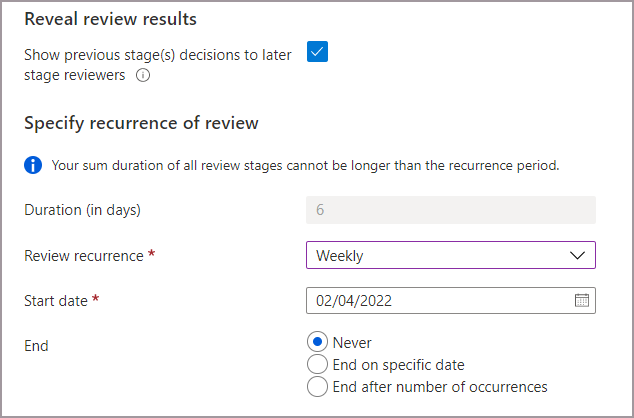 Reveal review results
Show previous stage(s) decisions to later
stage reviewers
Specify recurrence of review
Your sum duration of all review stages cannot be longer than the recurrence period.
Duration (in days)
6
Review recurrence *
Weekly
Start date *
02/04/2022
End
Never
End on specific date
End after number of occurrences